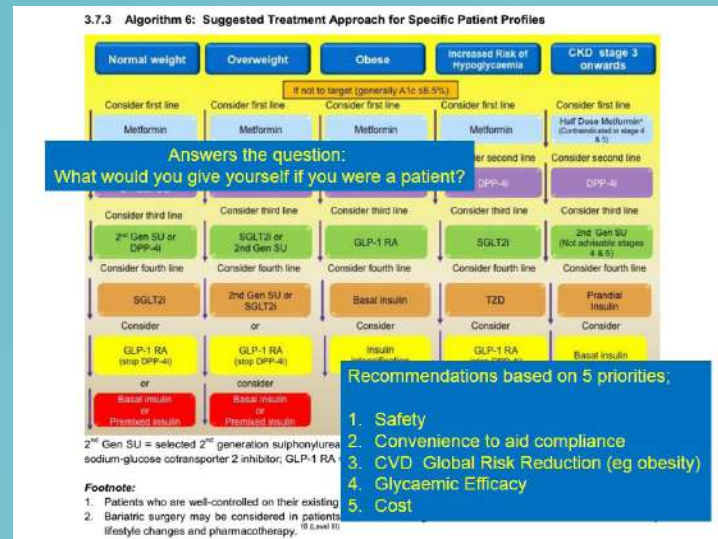 3.7.3 Algorithm 6: Suggested Treatment Approach for Specific Patient Profiles
Normal weight
Overweight
Obese
Increased Risk of
Hypoglycaemia
CKD stage 3
onwards
If not to target (generally A1c ≤6.5%)
Consider first line
Consider first line
Consider first line
Consider first line
Consider first line
Metformin
Metformin
Metformin
Metformin
Half Dose Metformin*
(Contraindicated in stage 4
& 5)
Answers the question:
What would you give yourself if you were a patient?
er second line
Consider second line
DPP-4i
DPP-4i
Consider third line
Consider third line
Consider third line
Consider third line
Consider third line
2nd Gen SU or
DPP-4i
SGLT2i or
2nd Gen SU
GLP-1 RA
SGLT2i
2nd Gen SU
(Not advisable stages
4 & 5)
Consider fourth line
Consider fourth line
Consider fourth line
Consider fourth line
Consider fourth line
SGLT2i
2nd Gen SU or
SGLT2i
Basal insulin
TZD
Prandial
Insulin
Consider
or
Consider
Consider
Consider
GLP-1 RA
(stop DPP-4i)
GLP-1 RA
(stop DPP-4i)
Insulin
GLP-1 RA
Basal insulin
or
consider
Basal insulin
or
Premixed insulin
Basal insulin
or
Premixed insulin
Recommendations based on 5 priorities;
1. Safety
2. Convenience to aid compliance
3. CVD Global Risk Reduction (eg obesity)
4. Glycaemic Efficacy
5. Cost
2nd Gen SU = selected 2nd generation sulphonylurea
sodium-glucose cotransporter 2 inhibitor; GLP-1 RA
Footnote:
1. Patients who are well-controlled on their existing
2. Bariatric surgery may be considered in patients
lifestyle changes and pharmacotherapy.